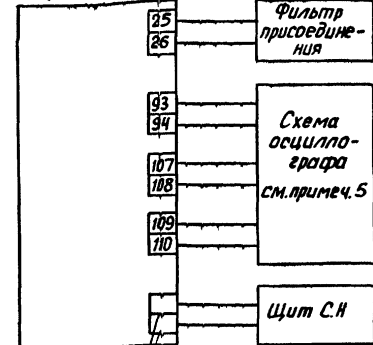 25
26
Фильтр
присоедине-
ния
93
94
107
108
109
110
Схема
осцилло-
графа
см. примеч. 5
Щит С.Н